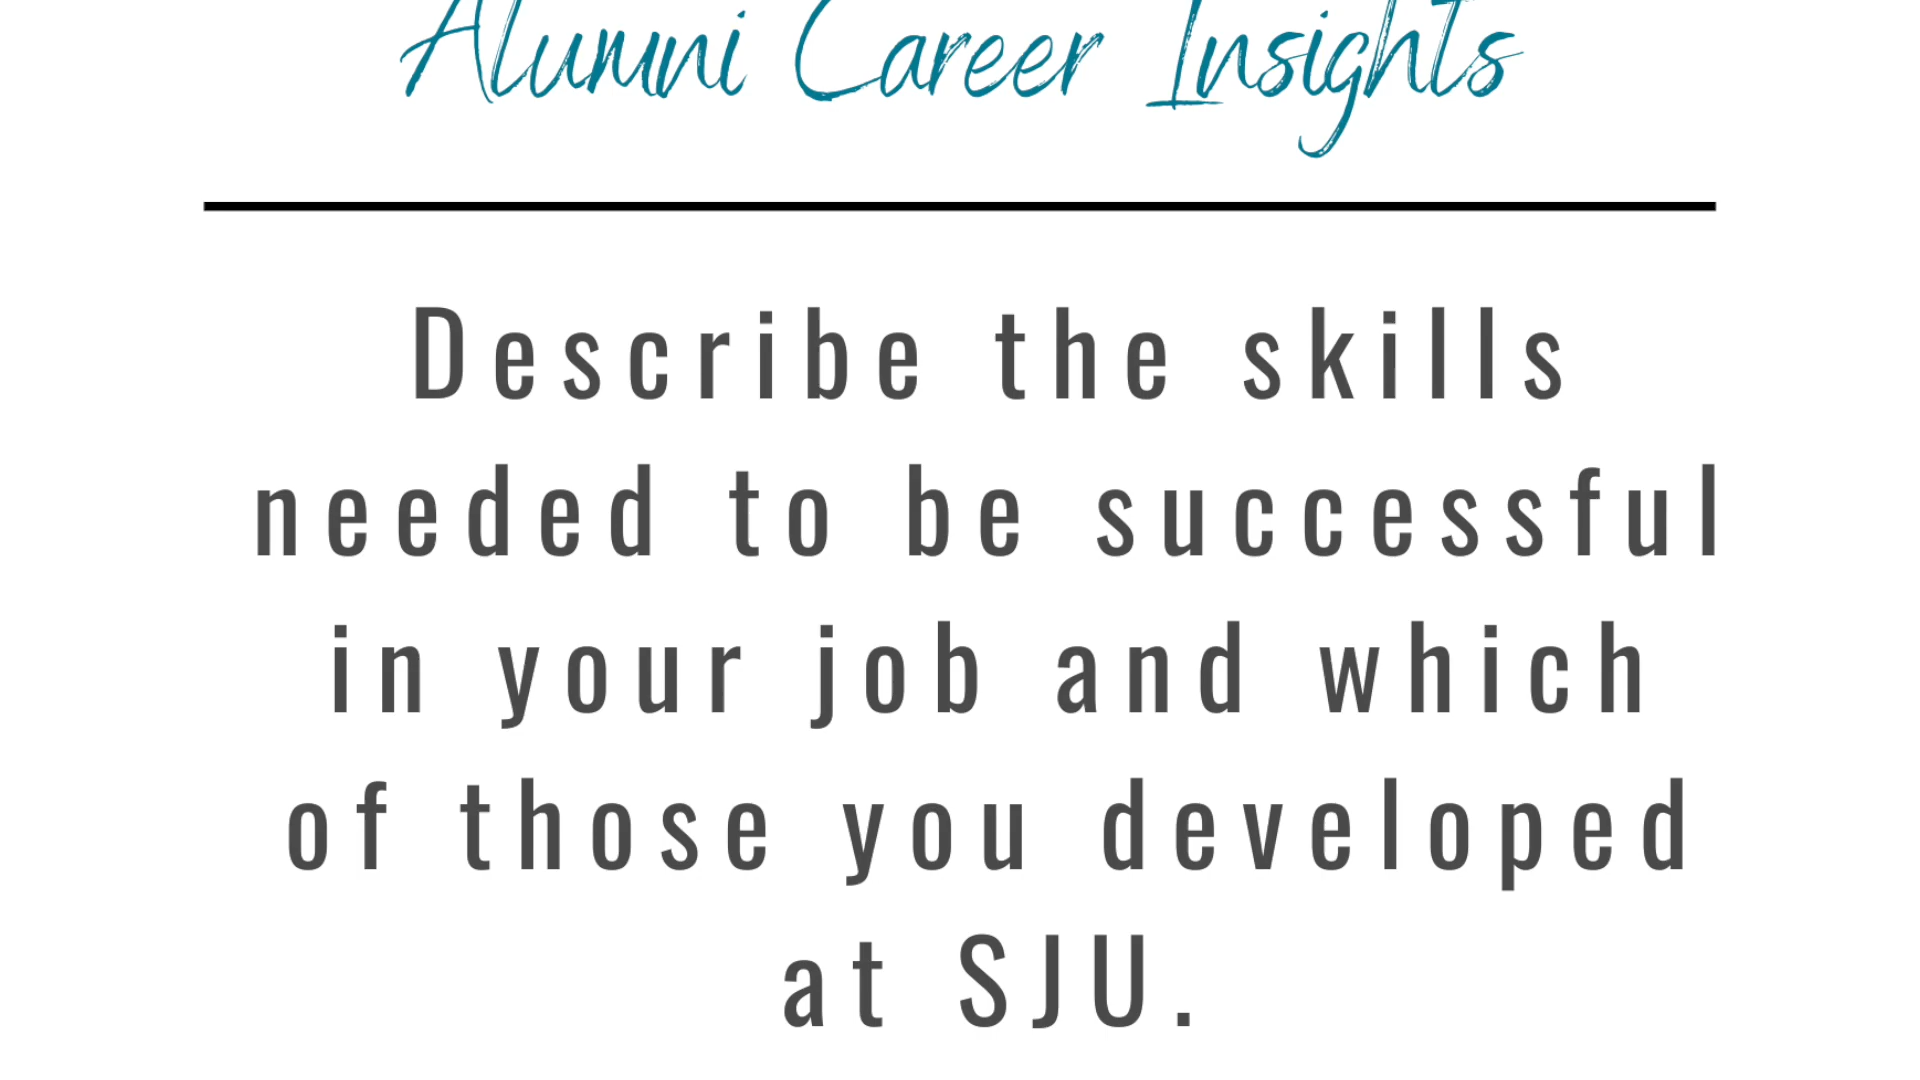 Alumni Career Insights
Describe the skills
needed to be successful
in your job and which
of those you developed
at SJU.